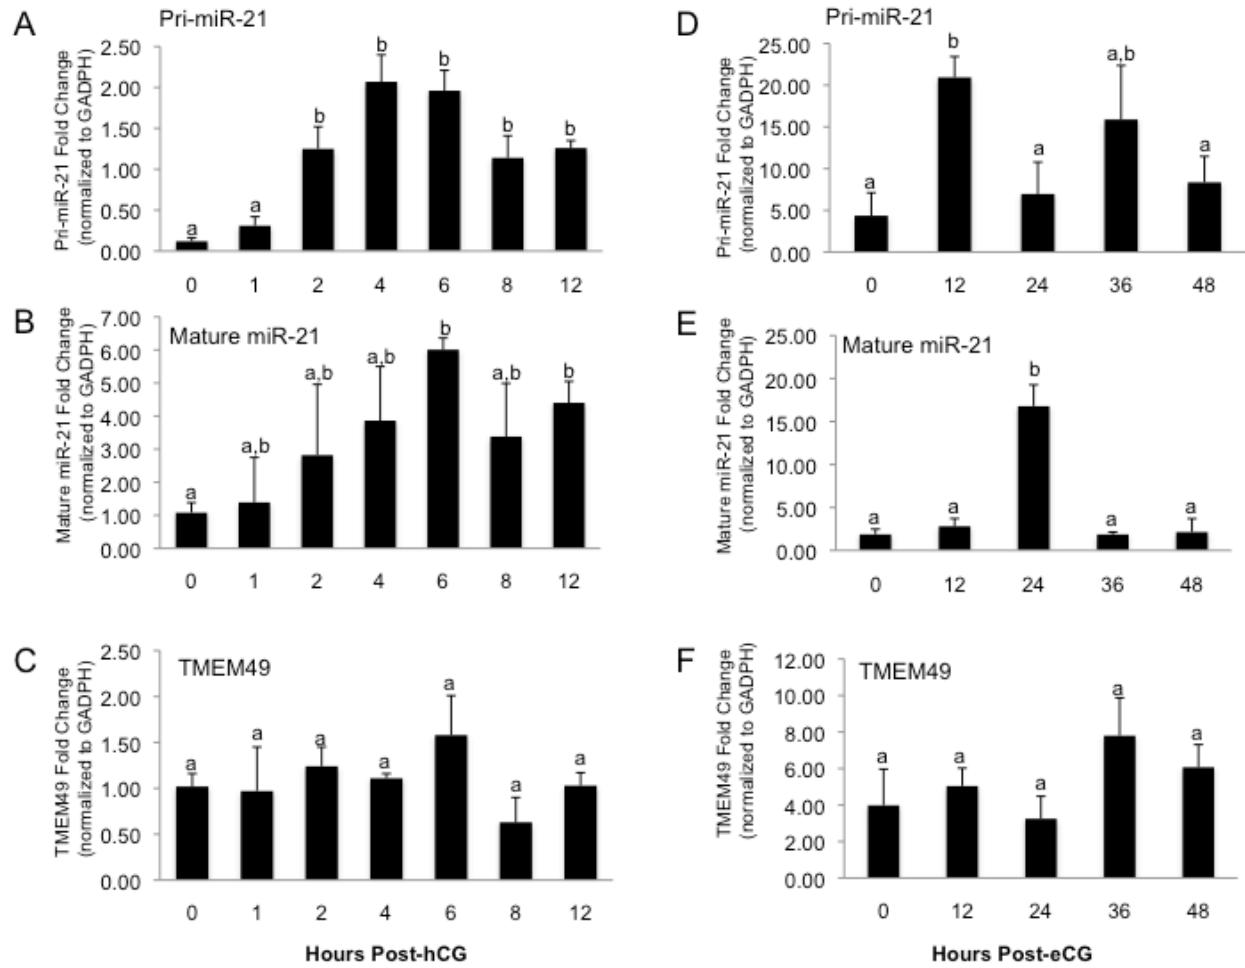 A
Pri-miR-21
Pri-miR-21 Fold Change
(normalized to GADPH)
2.50
2.00
1.50
1.00
0.50
0.00
a
a
b
b
b
b
b
0 1 2 4 6 8 12
B
Mature miR-21
Mature miR-21 Fold Change
(normalized to GADPH)
7.00
6.00
5.00
4.00
3.00
2.00
1.00
0.00
a
a,b
a,b
a,b
b
a,b
b
0 1 2 4 6 8 12
C
TMEM49
TMEM49 Fold Change
(normalized to GADPH)
2.50
2.00
1.50
1.00
0.50
0.00
a
a
a
a
a
a
a
0 1 2 4 6 8 12
Hours Post-hCG
D
Pri-miR-21
Pri-miR-21 Fold Change
(normalized to GADPH)
25.00
20.00
15.00
10.00
5.00
0.00
a
b
a
a,b
a
0 12 24 36 48
E
Mature miR-21
Mature miR-21 Fold Change
(normalized to GADPH)
25.00
20.00
15.00
10.00
5.00
0.00
a
a
b
a
a
0 12 24 36 48
F
TMEM49
TMEM49 Fold Change
(normalized to GADPH)
12.00
10.00
8.00
6.00
4.00
2.00
0.00
a
a
a
a
a
0 12 24 36 48
Hours Post-eCG